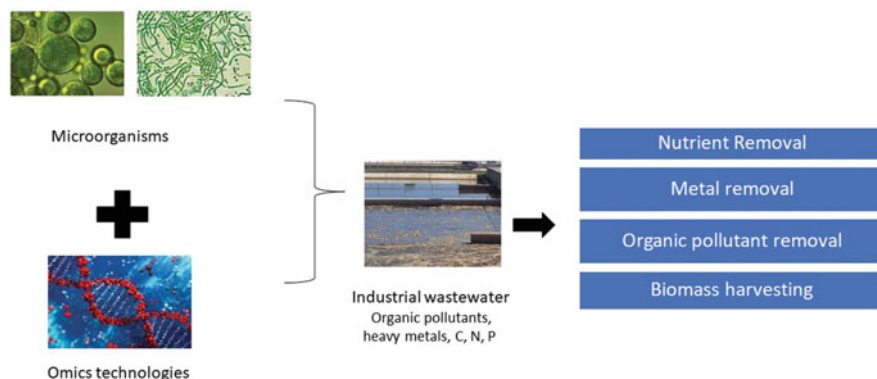 Microorganisms
Omics technologies
Industrial wastewater
Organic pollutants,
heavy metals, C, N, P
Nutrient Removal
Metal removal
Organic pollutant removal
Biomass harvesting